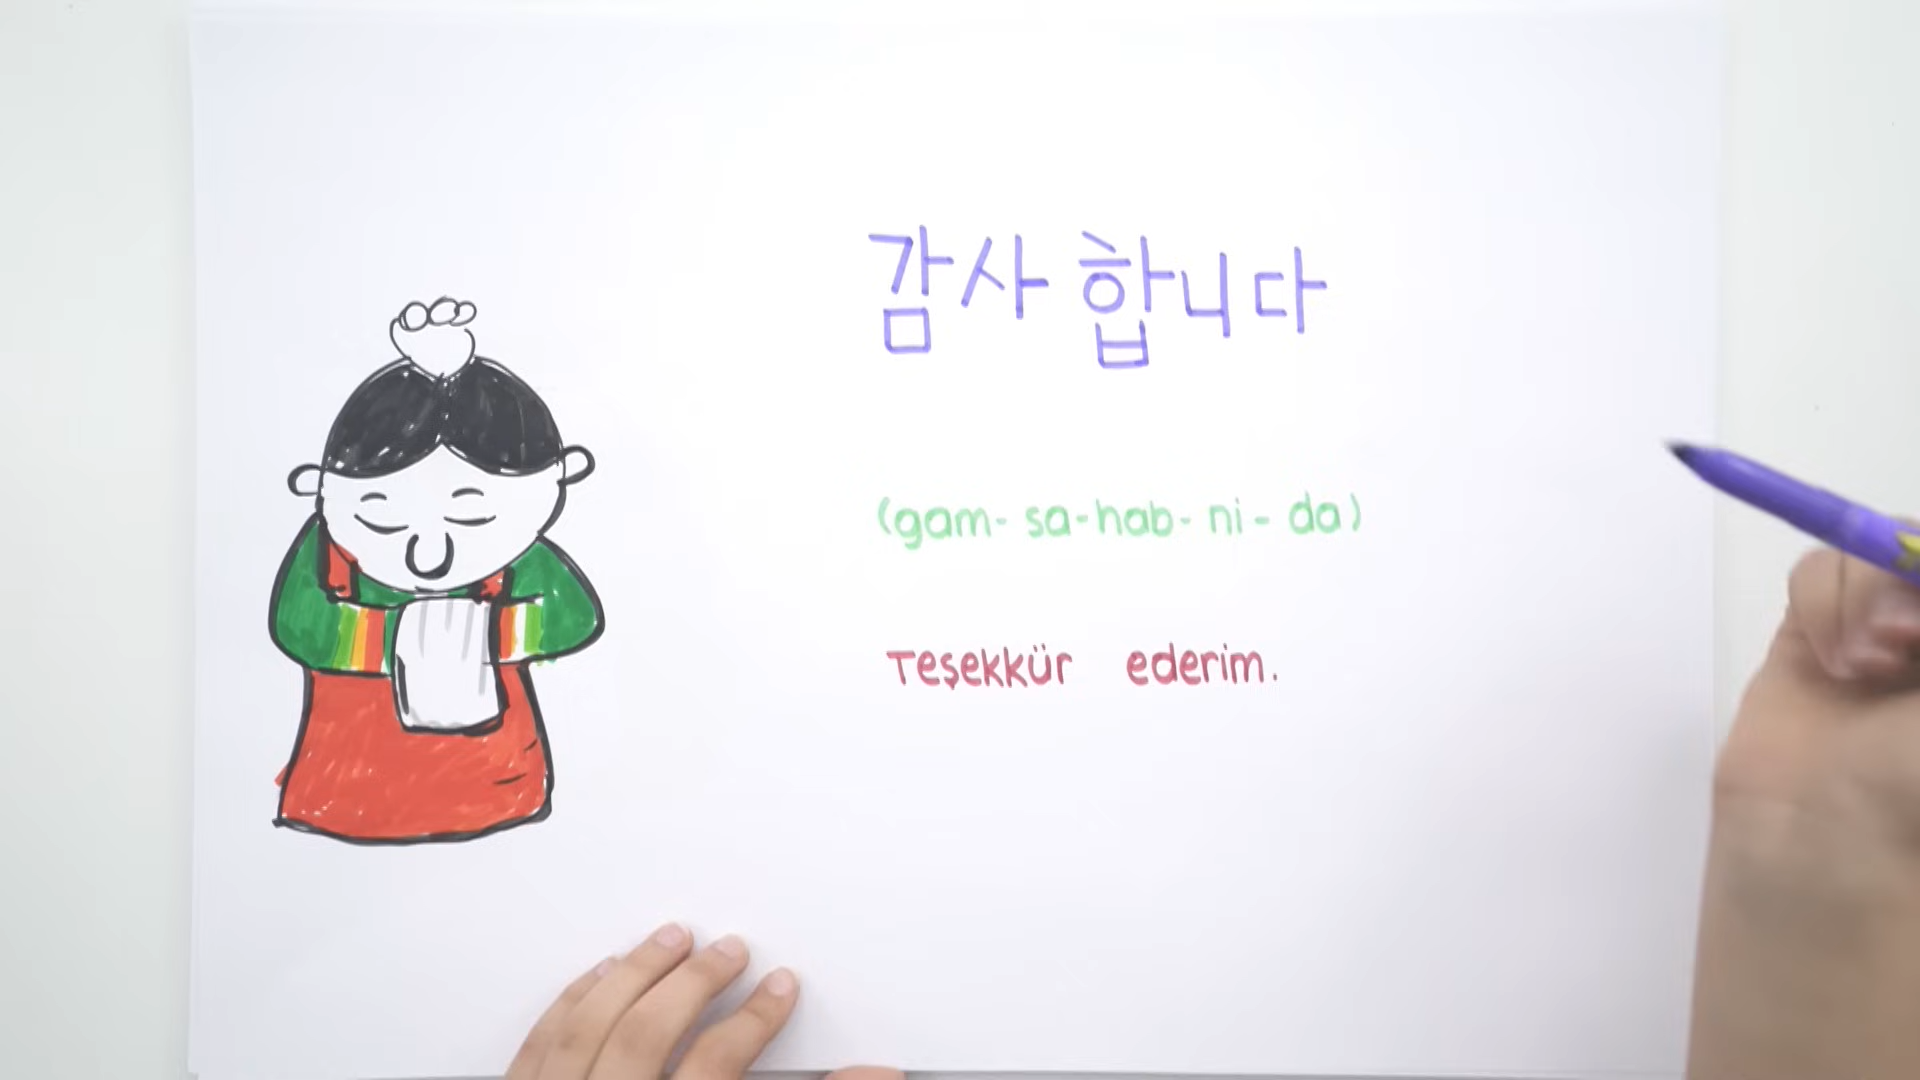 감사 합니다
(gam- sa-hab- ni- da)
Teşekkür ederim.